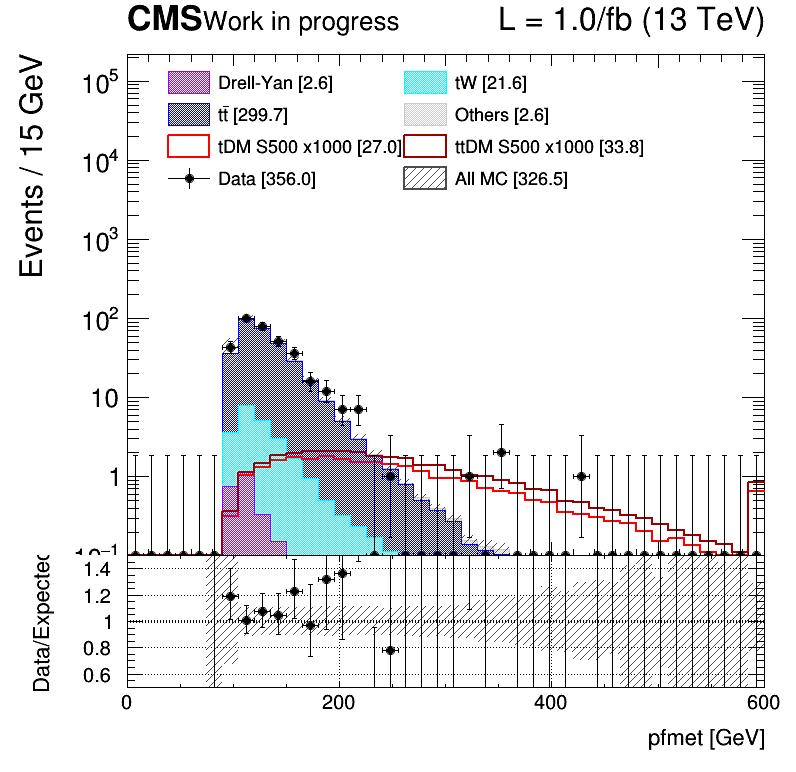 CMS Work in progress L = 1.0/fb (13 TeV)
Events / 15 GeV
10⁵
10⁴
10³
10²
10
1
10⁻¹
Drell-Yan [2.6] tW [21.6]
tt̄ [299.7] Others [2.6]
tDM S500 x1000 [27.0] ttDM S500 x1000 [33.8]
Data [356.0] All MC [326.5]
Data/Expected
1.4
1.2
1
0.8
0.6
0 200 400 600
pfmet [GeV]